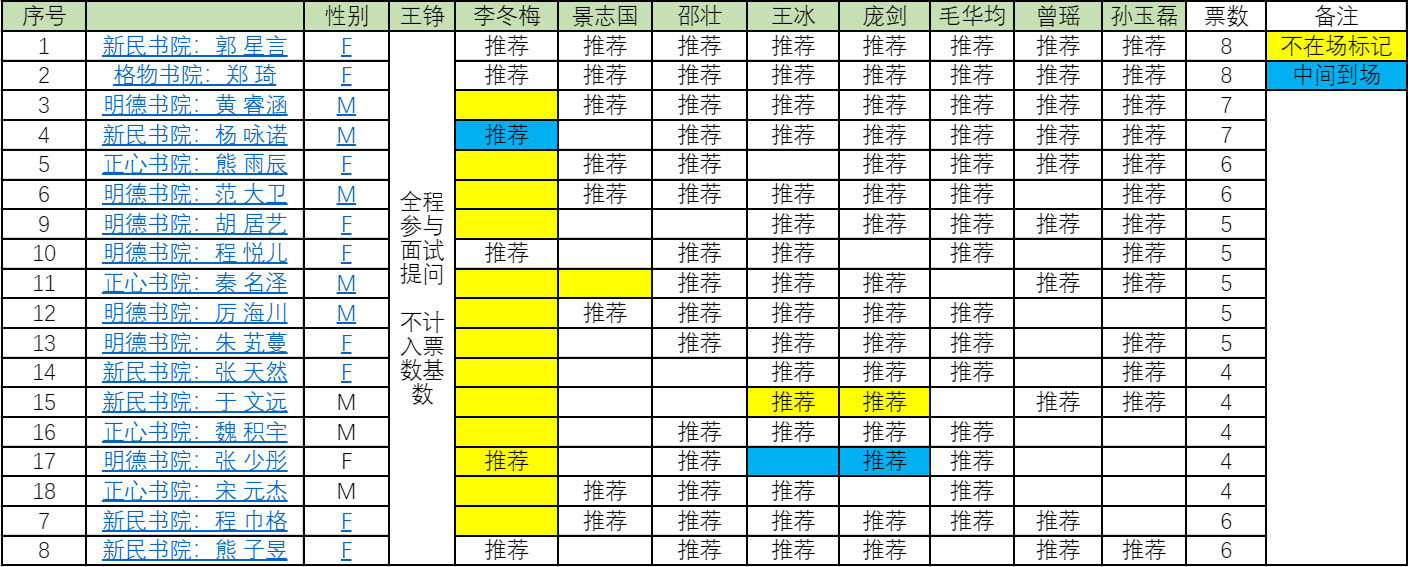 序号 性别 王铮 李冬梅 景志国 邵壮 王冰 庞剑 毛华均 曾瑶 孙玉磊 票数 备注
1 新民书院：郭 星言 F 推荐 推荐 推荐 推荐 推荐 推荐 推荐 推荐 8 不在场标记
2 格物书院：郑 琦 F 推荐 推荐 推荐 推荐 推荐 推荐 推荐 推荐 8 中间到场
3 明德书院：黄 睿涵 M 推荐 推荐 推荐 推荐 推荐 推荐 推荐 7
4 新民书院：杨 咏诺 M 推荐 推荐 推荐 推荐 推荐 推荐 推荐 7
5 正心书院：熊 雨辰 F 推荐 推荐 推荐 推荐 推荐 推荐 6
6 明德书院：范 大卫 M 推荐 推荐 推荐 推荐 推荐 推荐 6
9 明德书院：胡 居艺 F 推荐 推荐 推荐 推荐 推荐 5
10 明德书院：程 悦儿 F 推荐 推荐 推荐 推荐 推荐 5
11 正心书院：秦 名泽 M 推荐 推荐 推荐 推荐 推荐 5
12 明德书院：厉 海川 M 推荐 推荐 推荐 推荐 推荐 5
13 明德书院：朱 芄蔓 F 推荐 推荐 推荐 推荐 推荐 5
14 新民书院：张 天然 F 推荐 推荐 推荐 推荐 4
15 新民书院：于 文远 M 推荐 推荐 推荐 推荐 4
16 正心书院：魏 积宇 M 推荐 推荐 推荐 推荐 4
17 明德书院：张 少彤 F 推荐 推荐 推荐 推荐 4
18 正心书院：宋 元杰 M 推荐 推荐 推荐 推荐 4
7 新民书院：程 巾格 F 推荐 推荐 推荐 推荐 推荐 推荐 6
8 新民书院：熊 子昱 F 推荐 推荐 推荐 推荐 推荐 推荐 6
全程
参与
面试
提问
不计
入票
数基
数